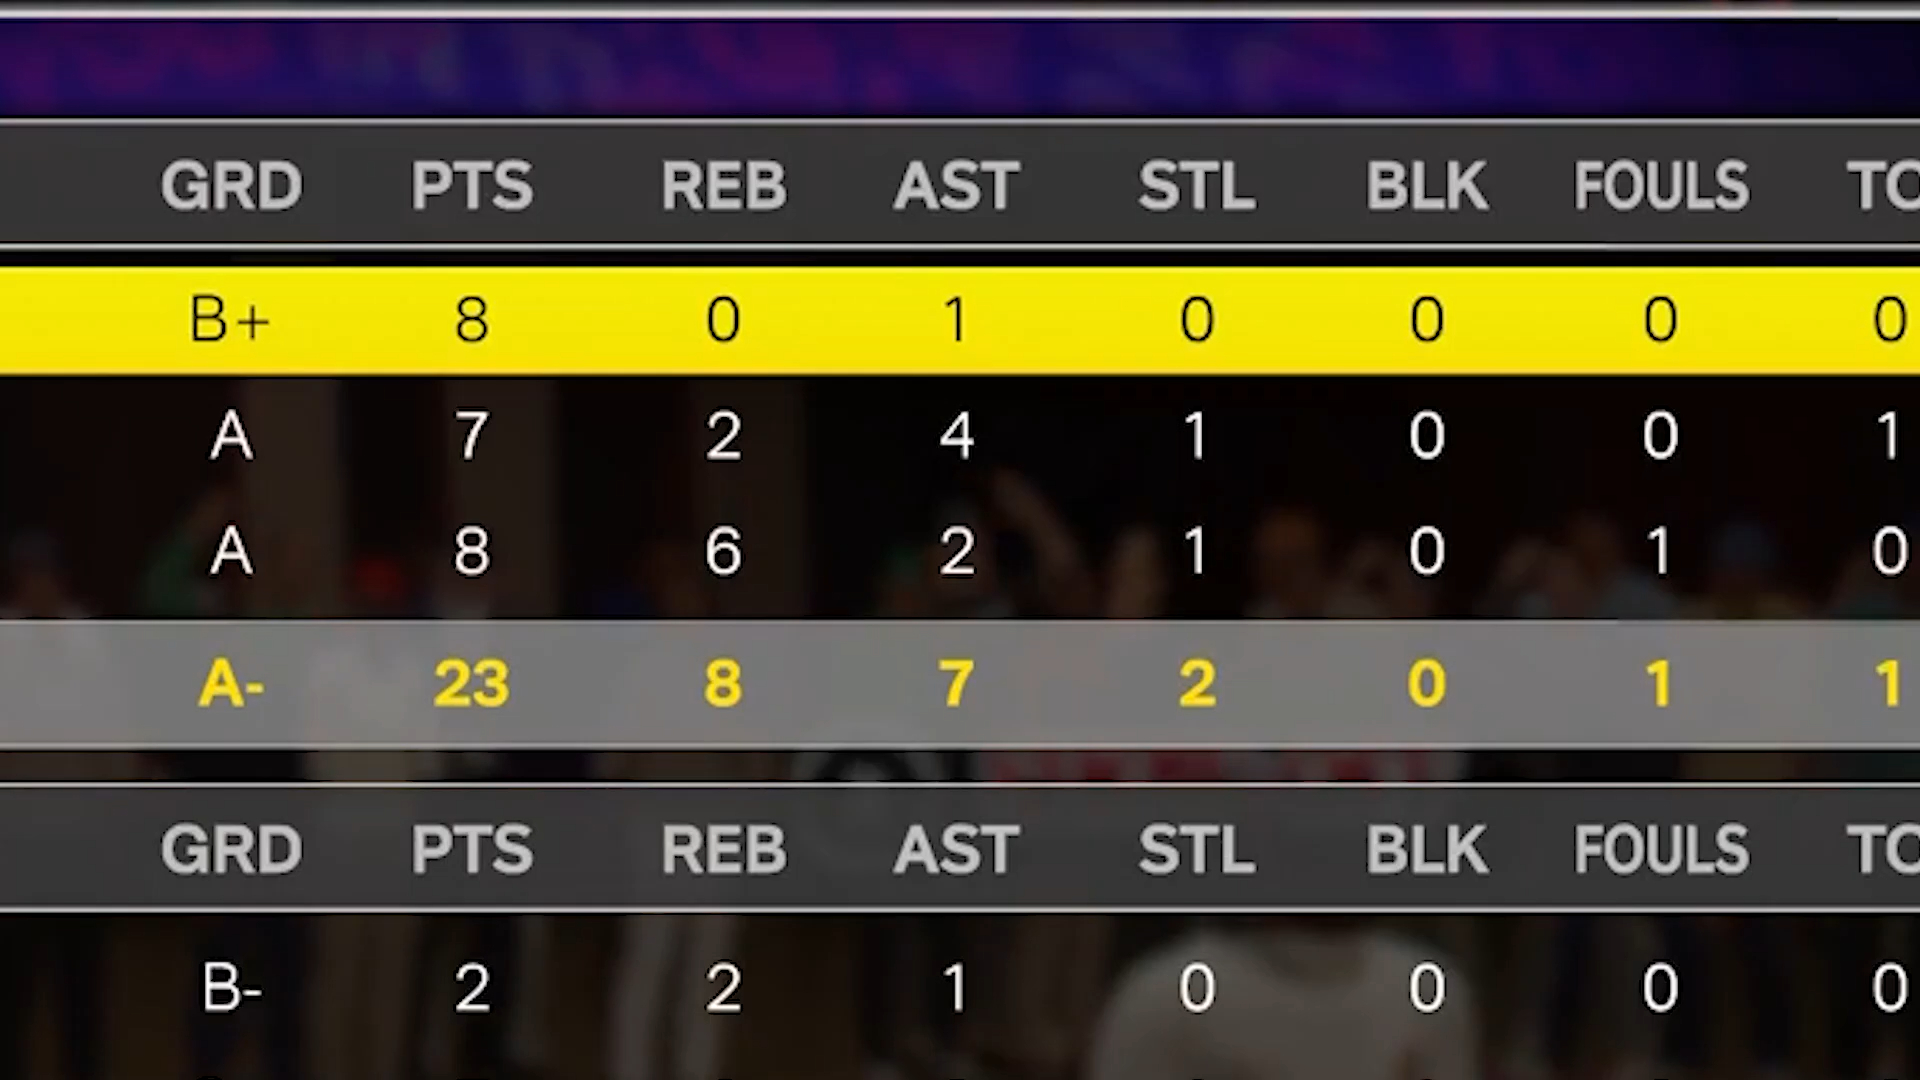 GRD PTS REB AST STL BLK FOULS TO
B+ 8 0 1 0 0 0 0
A 7 2 4 1 0 0 1
A 8 6 2 1 0 1 0
A- 23 8 7 2 0 1 1
GRD PTS REB AST STL BLK FOULS TO
B- 2 2 1 0 0 0 0